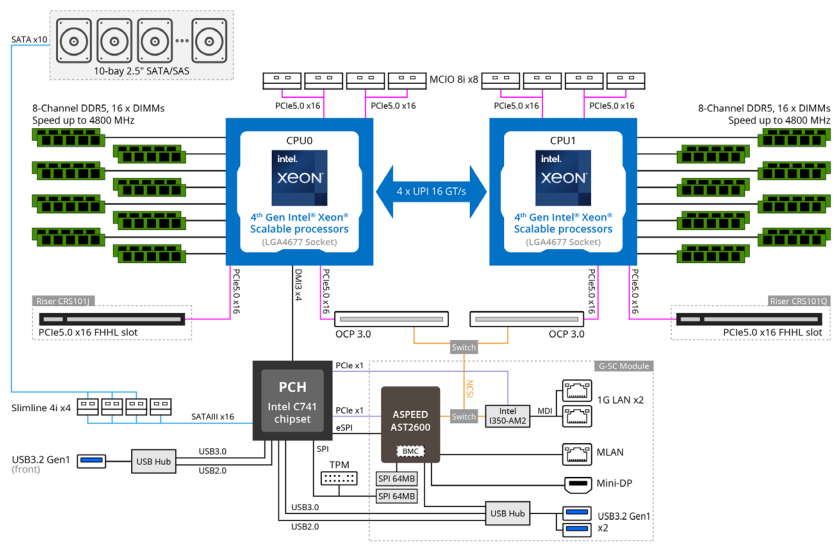 SATA x10
10-bay 2.5" SATA/SAS
MCIO 8i x8
PCIe5.0 x16
PCIe5.0 x16
PCIe5.0 x16
PCIe5.0 x16
8-Channel DDR5, 16 x DIMMs
Speed up to 4800 MHz
8-Channel DDR5, 16 x DIMMs
Speed up to 4800 MHz
CPU0
intel.
XEON
4th Gen Intel® Xeon®
Scalable processors
(LGA4677 Socket)
4 x UPI 16 GT/s
CPU1
intel.
XEON
4th Gen Intel® Xeon®
Scalable processors
(LGA4677 Socket)
PCIe5.0
x16
DMI3 x4
PCIe5.0
x16
PCIe5.0
x16
PCIe5.0
x16
Riser CRS101J
PCIe5.0 x16 FHHL slot
OCP 3.0
OCP 3.0
Riser CRS101Q
PCIe5.0 x16 FHHL slot
Switch
NCSI
G-SC Module
PCH
Intel C741
chipset
PCIe x1
PCIe x1
eSPI
SPI
ASPEED
AST2600
BMC
Switch
Intel
I350-AM2
MDI
1G LAN x2
Slimline 4i x4
SATAIII x16
USB3.2 Gen1
(front)
USB Hub
USB3.0
USB2.0
TPM
SPI 64MB
SPI 64MB
MLAN
Mini-DP
USB3.0
USB2.0
USB Hub
USB3.2 Gen1
x2